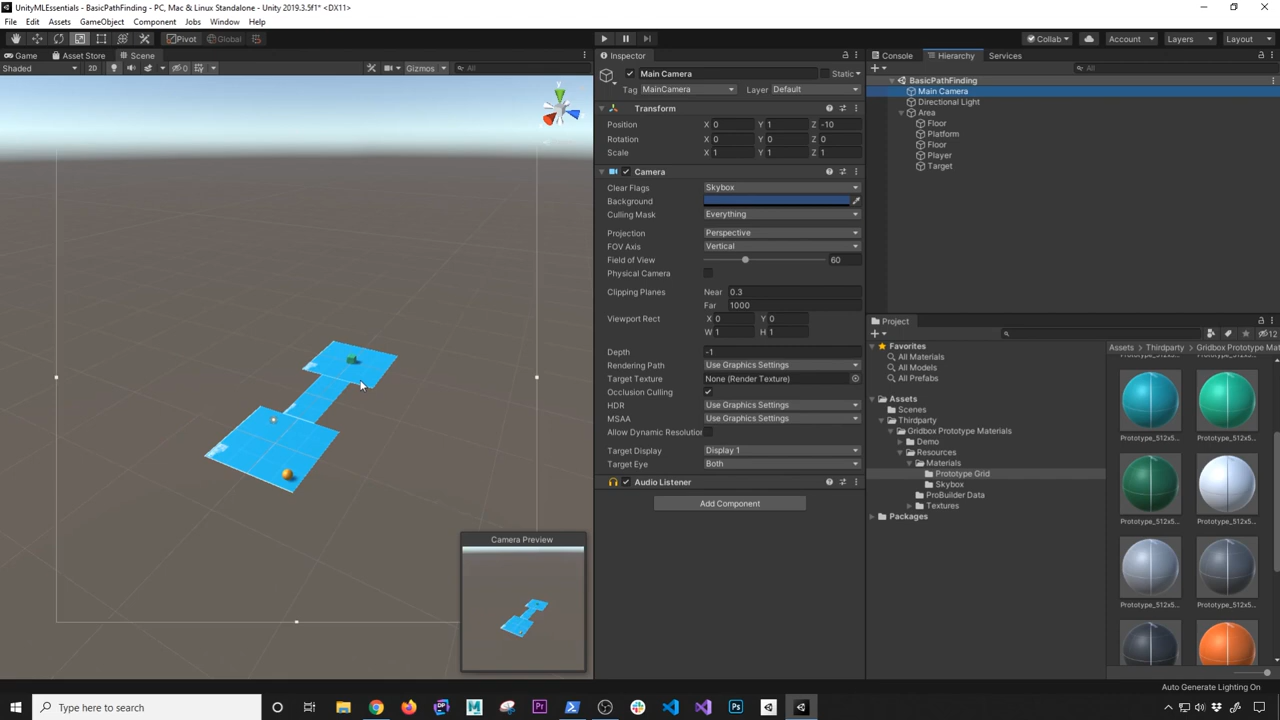 UnityMLEssentials - BasicPathFinding - PC, Mac & Linux Standalone - Unity 2019.3.5f1* <DX11>
File Edit Assets GameObject Component Jobs Window Help
Pivot Global Collab Account Layers Layout
Game Asset Store Scene
Shaded 2D 0 Gizmos All
Inspector
Main Camera Static
Tag MainCamera Layer Default
Transform
Position X 0 Y 1 Z -10
Rotation X 0 Y 0 Z 0
Scale X 1 Y 1 Z 1
Camera
Clear Flags Skybox
Background
Culling Mask Everything
Projection Perspective
FOV Axis Vertical
Field of View 60
Physical Camera
Clipping Planes Near 0.3
Far 1000
Viewport Rect X 0 Y 0
W 1 H 1
Depth -1
Rendering Path Use Graphics Settings
Target Texture None (Render Texture)
Occlusion Culling
HDR Use Graphics Settings
MSAA Use Graphics Settings
Allow Dynamic Resolution
Target Display Display 1
Target Eye Both
Audio Listener
Add Component
Camera Preview
Console Hierarchy Services
All
BasicPathFinding
Main Camera
Directional Light
Area
Floor
Platform
Floor
Player
Target
Project
12
Favorites
All Materials
All Models
All Prefabs
Assets
Scenes
Thirdparty
Gridbox Prototype Materials
Demo
Resources
Materials
Prototype Grid
Skybox
ProBuilder Data
Textures
Packages
Assets Thirdparty Gridbox Prototype Mat
Prototype_512x5... Prototype_512x5...
Prototype_512x5... Prototype_512x5...
Prototype_512x5... Prototype_512x5...
Auto Generate Lighting On
Type here to search